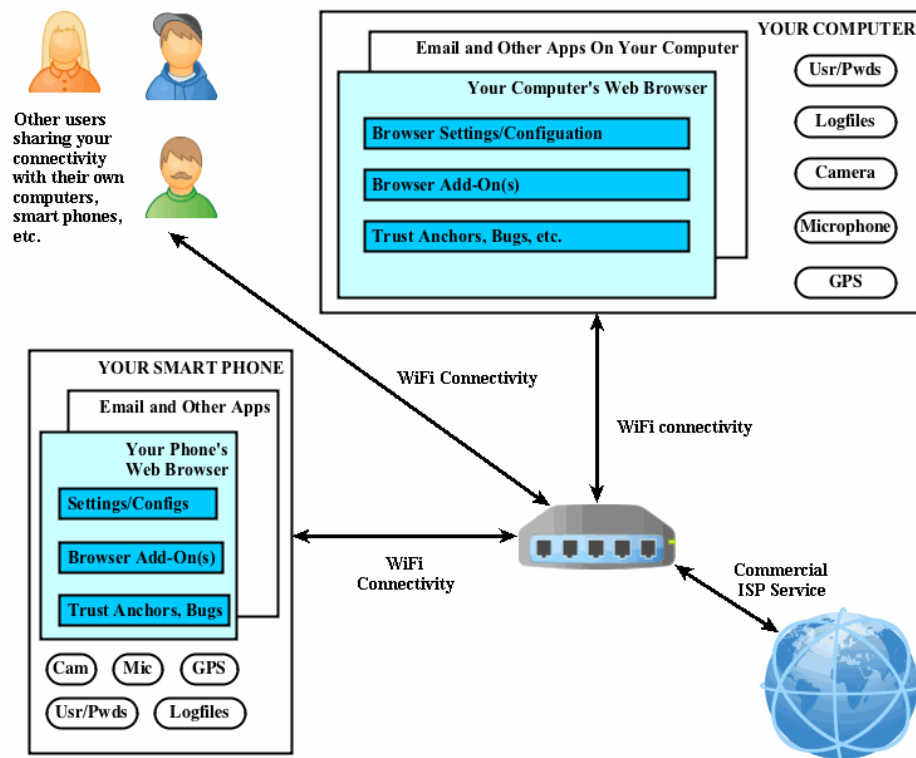 YOUR COMPUTER
Email and Other Apps On Your Computer
Your Computer's Web Browser
Browser Settings/Configuation
Browser Add-On(s)
Trust Anchors, Bugs, etc.
Usr/Pwds
Logfiles
Camera
Microphone
GPS
Other users
sharing your
connectivity
with their own
computers,
smart phones,
etc.
WiFi Connectivity
WiFi connectivity
YOUR SMART PHONE
Email and Other Apps
Your Phone's
Web Browser
Settings/Configs
Browser Add-On(s)
Trust Anchors, Bugs
Cam
Mic
GPS
Usr/Pwds
Logfiles
WiFi
Connectivity
Commercial
ISP Service